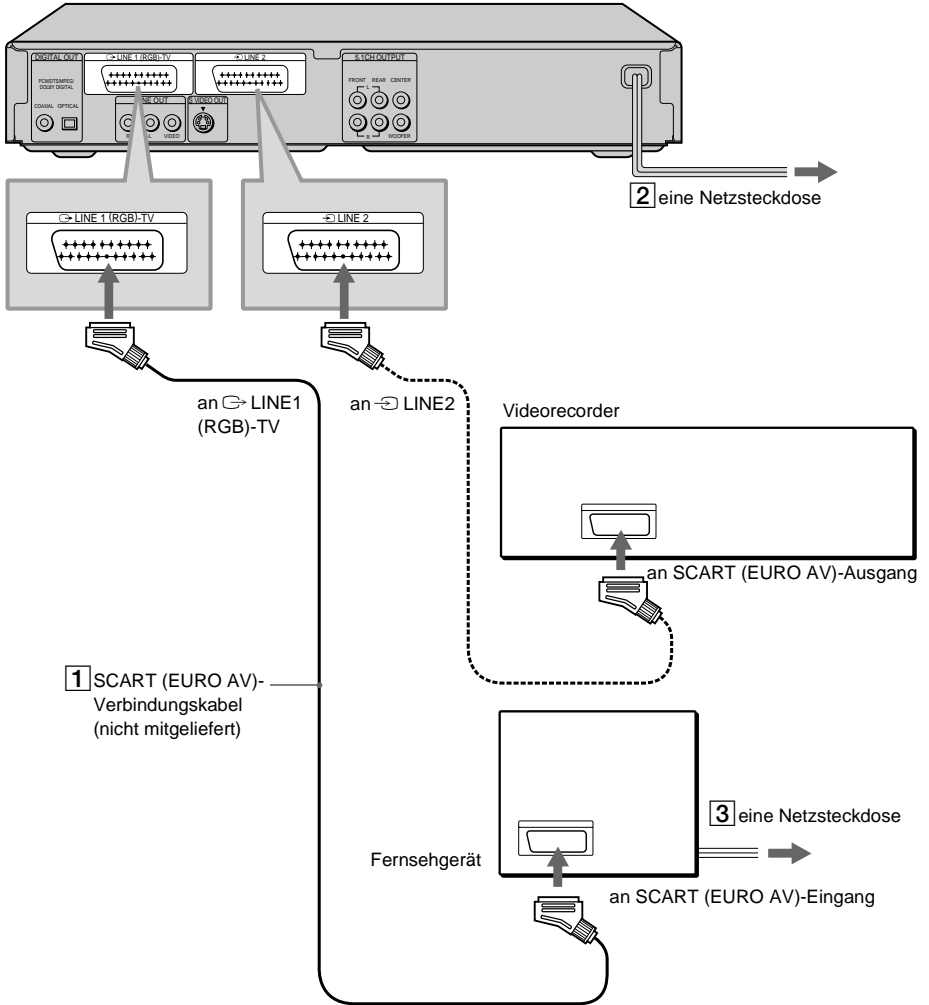 DIGITAL OUT
LINE 1 (RGB)-TV
LINE 2
5.1CH OUTPUT
PCM/DTS/MPEG/
DOLBY DIGITAL
FRONT REAR CENTER
L
COAXIAL OPTICAL
S VIDEO OUT
VIDEO
R
WOOFER
2 eine Netzsteckdose
LINE 1 (RGB)-TV
LINE 2
an LINE1
(RGB)-TV
an LINE2
Videorecorder
an SCART (EURO AV)-Ausgang
1 SCART (EURO AV)-
Verbindungskabel
(nicht mitgeliefert)
3 eine Netzsteckdose
Fernsehgerät
an SCART (EURO AV)-Eingang